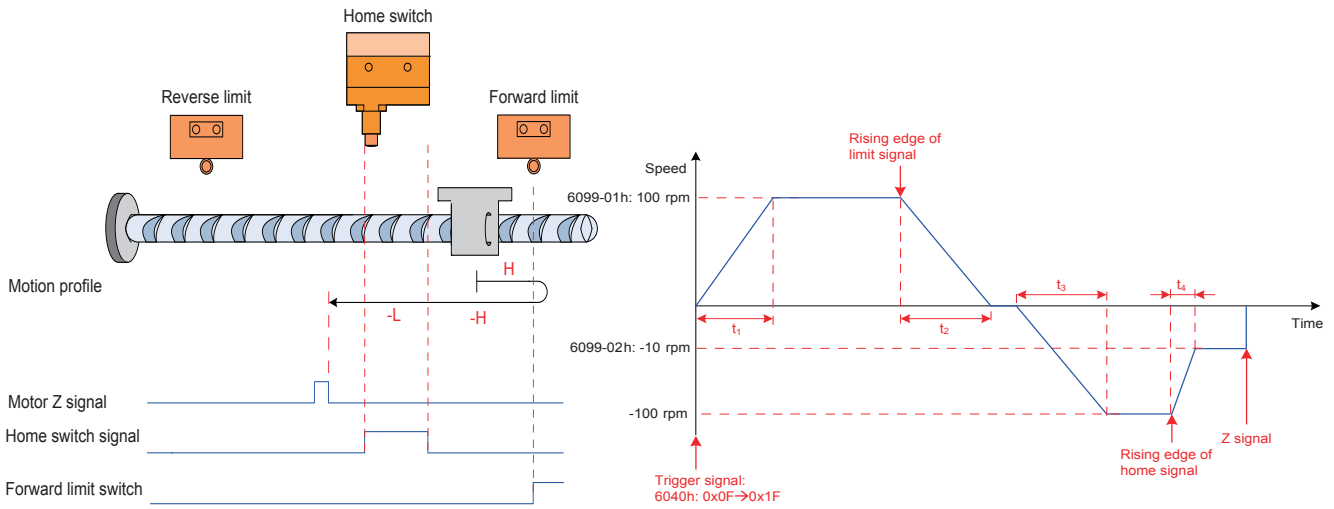 Home switch
Reverse limit
Forward limit
Motion profile
H
-L
-H
Motor Z signal
Home switch signal
Forward limit switch
Speed
Rising edge of
limit signal
6099-01h: 100 rpm
t₁
t₂
t₃
t₄
Time
6099-02h: -10 rpm
-100 rpm
Z signal
Rising edge of
home signal
Trigger signal:
6040h: 0x0F→0x1F